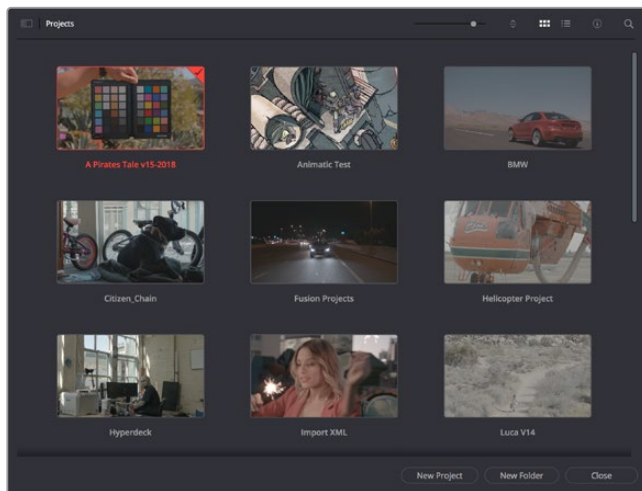 Projects
A Pirates Tale v15-2018
Animatic Test
BMW
Citizen_Chain
Fusion Projects
Helicopter Project
Hyperdeck
Import XML
Luca V14
New Project
New Folder
Close